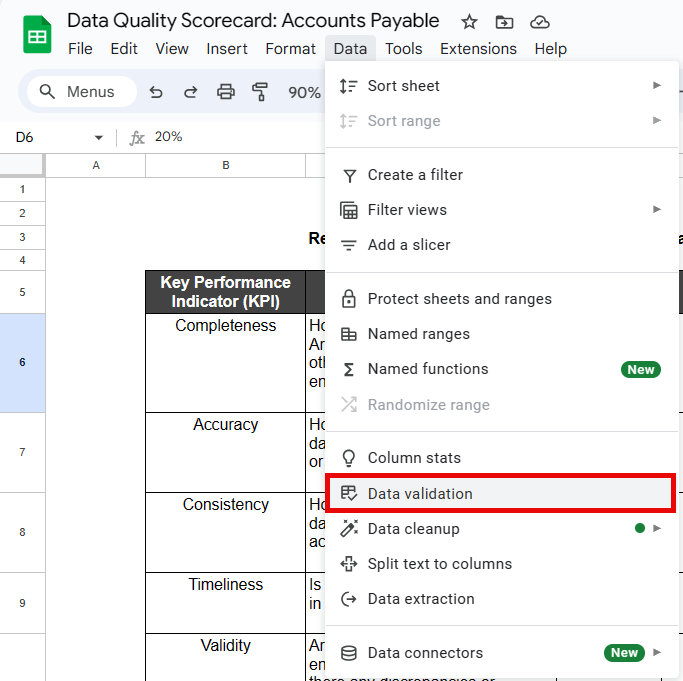 Data Quality Scorecard: Accounts Payable
File Edit View Insert Format Data Tools Extensions Help
Menus 90%
D6 fx 20%
A B
1
2
3
4
5
6
7
8
9
Re
Key Performance
Indicator (KPI)
Completeness
Ho
Ar
oth
en
Accuracy
Ho
da
or
Consistency
Ho
da
ac
Timeliness
Is
in
Validity
Ar
en
Sort sheet
Sort range
Create a filter
Filter views
Add a slicer
Protect sheets and ranges
Named ranges
Named functions New
Randomize range
Column stats
Data validation
Data cleanup
Split text to columns
Data extraction
Data connectors New